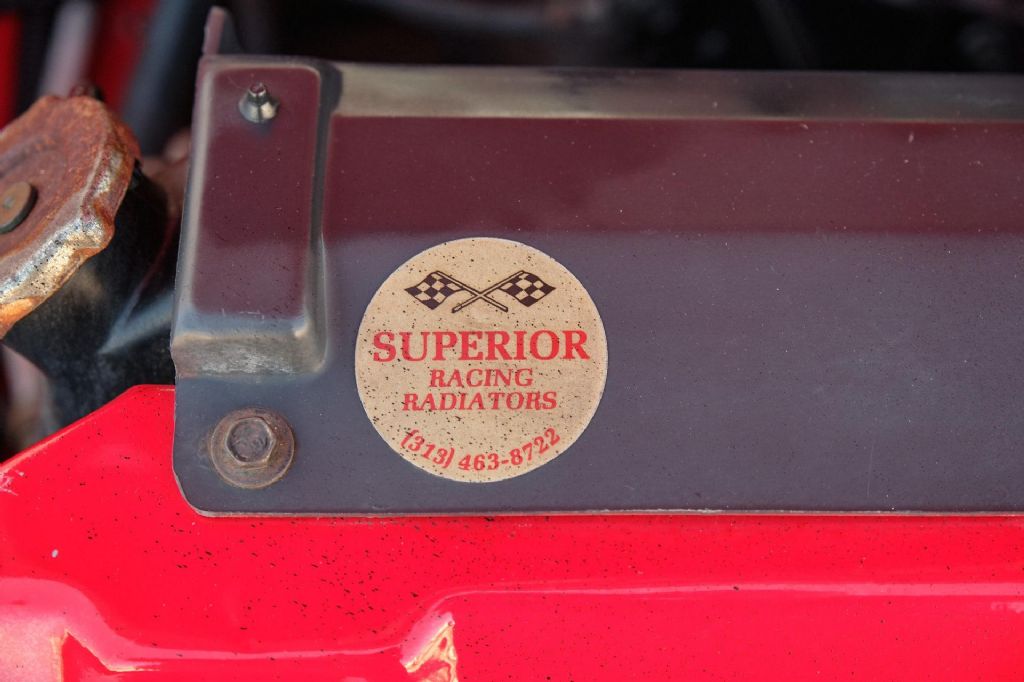 SUPERIOR
RACING
RADIATORS
(313) 463-8722